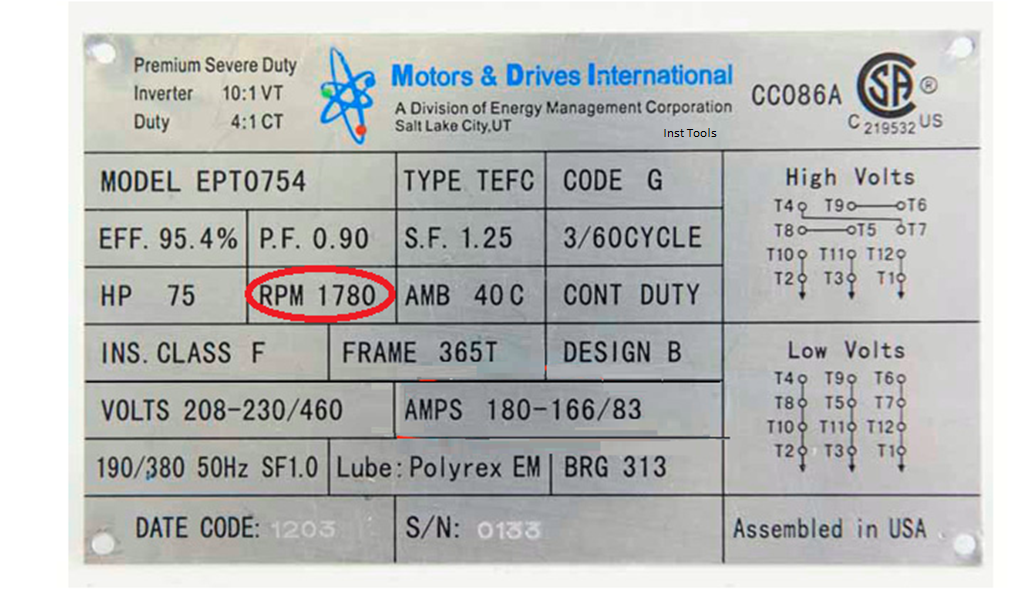 Premium Severe Duty
Inverter 10:1 VT
Duty 4:1 CT
Motors & Drives International
A Division of Energy Management Corporation
Salt Lake City,UT
Inst Tools
CC086A
SA ®
C 219532 US
MODEL EPT0754 TYPE TEFC CODE G
EFF. 95.4% P.F. 0.90 S.F. 1.25 3/60CYCLE
HP 75 RPM 1780 AMB 40C CONT DUTY
INS. CLASS F FRAME 365T DESIGN B
VOLTS 208-230/460 AMPS 180-166/83
190/380 50Hz SF1.0 Lube: Polyrex EM BRG 313
DATE CODE: 1203 S/N: 0133
High Volts
T4 T9 T6
T8 T5 T7
T10 T11 T12
T2 T3 T1
Low Volts
T4 T9 T6
T8 T5 T7
T10 T11 T12
T2 T3 T1
Assembled in USA